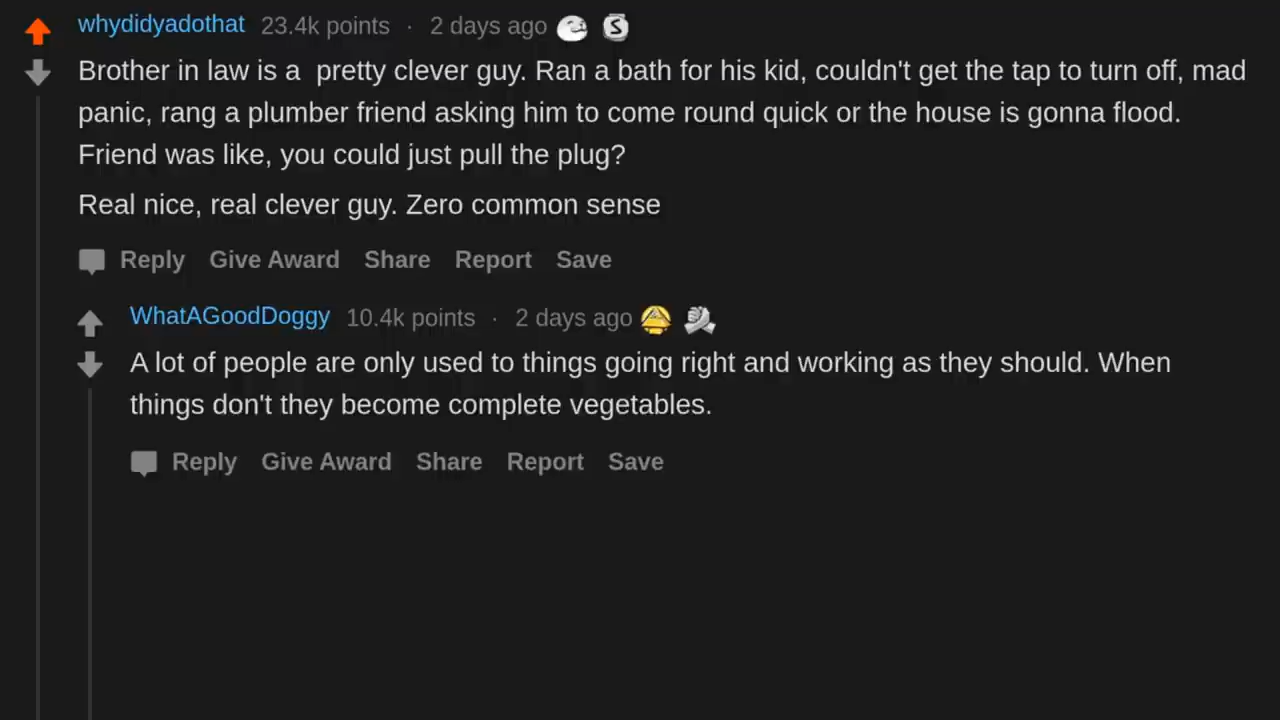 whydidyadothat 23.4k points · 2 days ago
Brother in law is a  pretty clever guy. Ran a bath for his kid, couldn't get the tap to turn off, mad
panic, rang a plumber friend asking him to come round quick or the house is gonna flood.
Friend was like, you could just pull the plug?
Real nice, real clever guy. Zero common sense
Reply Give Award Share Report Save
WhatAGoodDoggy 10.4k points · 2 days ago
A lot of people are only used to things going right and working as they should. When
things don't they become complete vegetables.
Reply Give Award Share Report Save